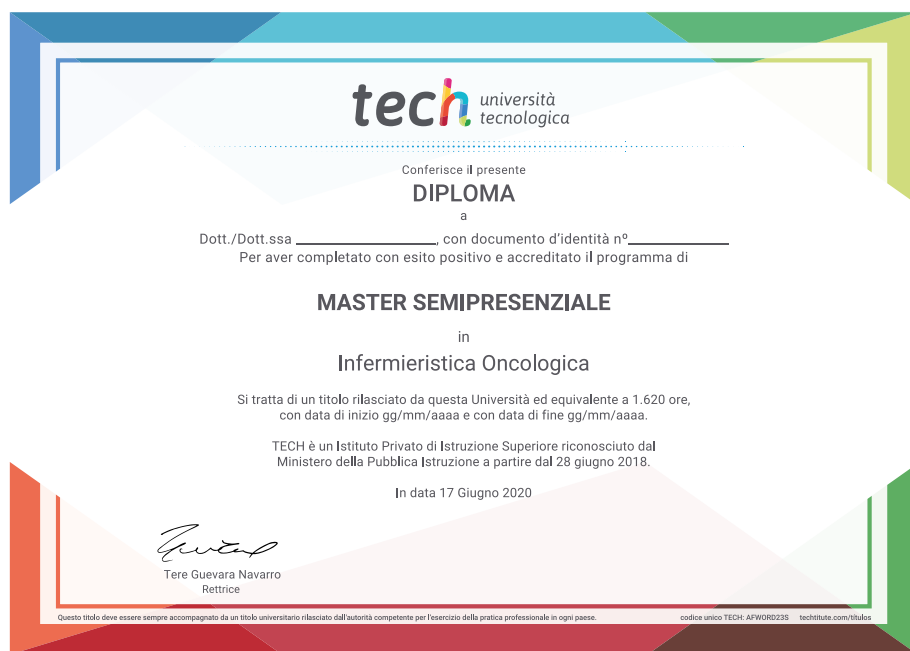 tech università
tecnologica
Conferisce il presente
DIPLOMA
a
Dott./Dott.ssa ________________, con documento d'identità nº____________
Per aver completato con esito positivo e accreditato il programma di
MASTER SEMIPRESENZIALE
in
Infermieristica Oncologica
Si tratta di un titolo rilasciato da questa Università ed equivalente a 1.620 ore,
con data di inizio gg/mm/aaaa e con data di fine gg/mm/aaaa.
TECH è un Istituto Privato di Istruzione Superiore riconosciuto dal
Ministero della Pubblica Istruzione a partire dal 28 giugno 2018.
In data 17 Giugno 2020
Tere Guevara Navarro
Rettrice
Questo titolo deve essere sempre accompagnato da un titolo universitario rilasciato dall'autorità competente per l'esercizio della pratica professionale in ogni paese.
codice unico TECH: AFWORD23S techtitute.com/titulos